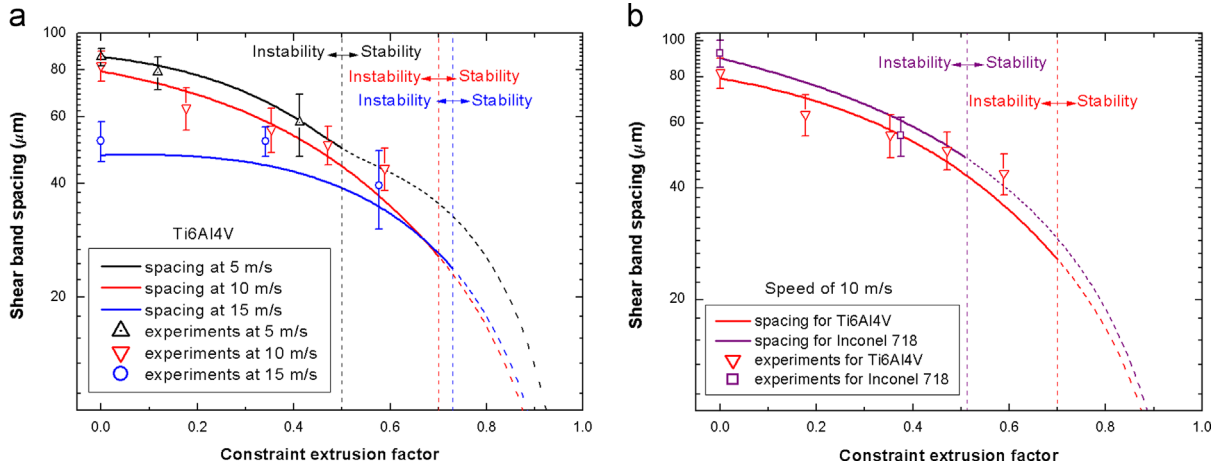 a
Shear band spacing (μm)
100
80
60
40
20
Instability Stability
Instability Stability
Instability Stability
Ti6Al4V
spacing at 5 m/s
spacing at 10 m/s
spacing at 15 m/s
experiments at 5 m/s
experiments at 10 m/s
experiments at 15 m/s
0.0 0.2 0.4 0.6 0.8 1.0
Constraint extrusion factor
b
Shear band spacing (μm)
100
80
60
40
20
Instability Stability
Instability Stability
Speed of 10 m/s
spacing for Ti6Al4V
spacing for Inconel 718
experiments for Ti6Al4V
experiments for Inconel 718
0.0 0.2 0.4 0.6 0.8 1.0
Constraint extrusion factor